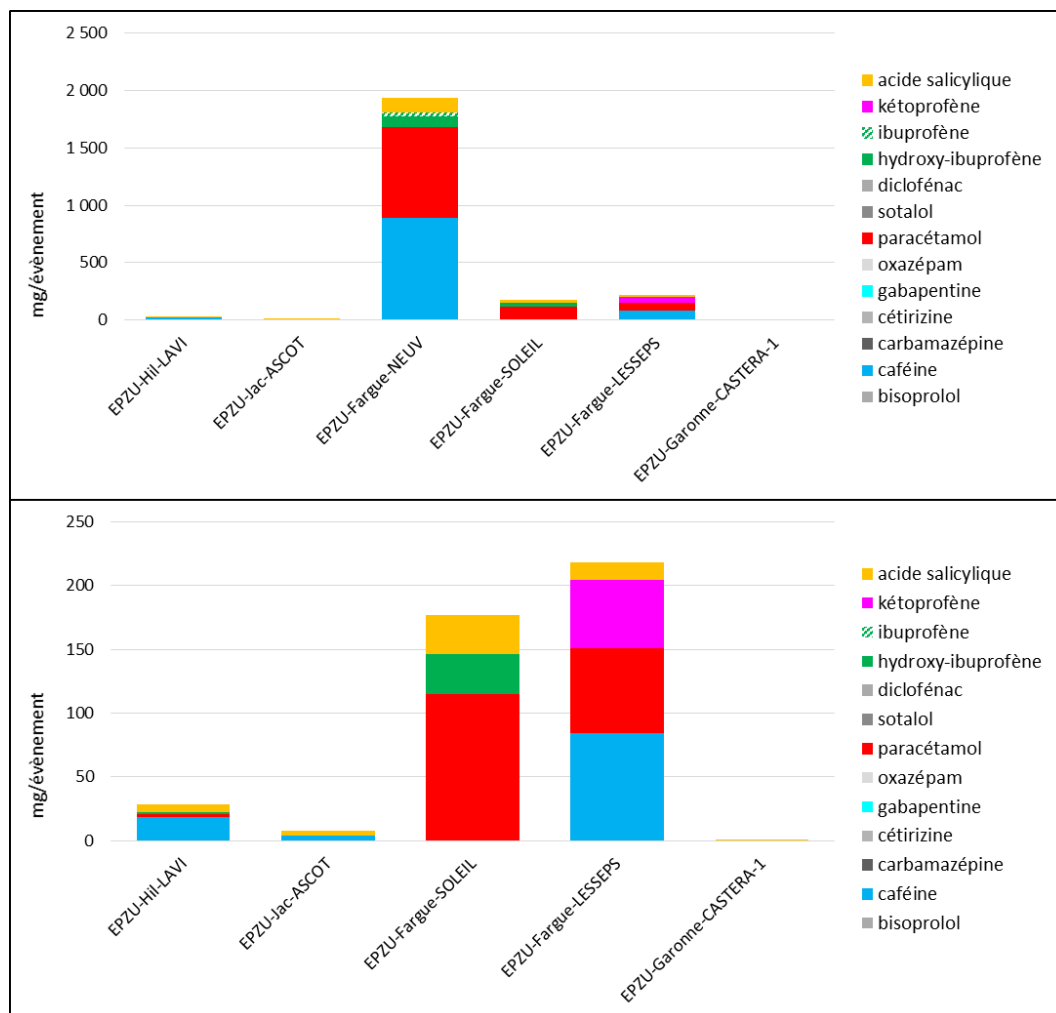 2 500
2 000
1 500
1 000
500
0
mg/évènement
EPZU-Hil-LAVI
EPZU-Jac-ASCOT
EPZU-Fargue-NEUV
EPZU-Fargue-SOLEIL
EPZU-Fargue-LESSEPS
EPZU-Garonne-CASTERA-1
acide salicylique
kétoprofène
ibuprofène
hydroxy-ibuprofène
diclofénac
sotalol
paracétamol
oxazépam
gabapentine
cétirizine
carbamazépine
caféine
bisoprolol
250
200
150
100
50
0
mg/évènement
EPZU-Hil-LAVI
EPZU-Jac-ASCOT
EPZU-Fargue-SOLEIL
EPZU-Fargue-LESSEPS
EPZU-Garonne-CASTERA-1
acide salicylique
kétoprofène
ibuprofène
hydroxy-ibuprofène
diclofénac
sotalol
paracétamol
oxazépam
gabapentine
cétirizine
carbamazépine
caféine
bisoprolol